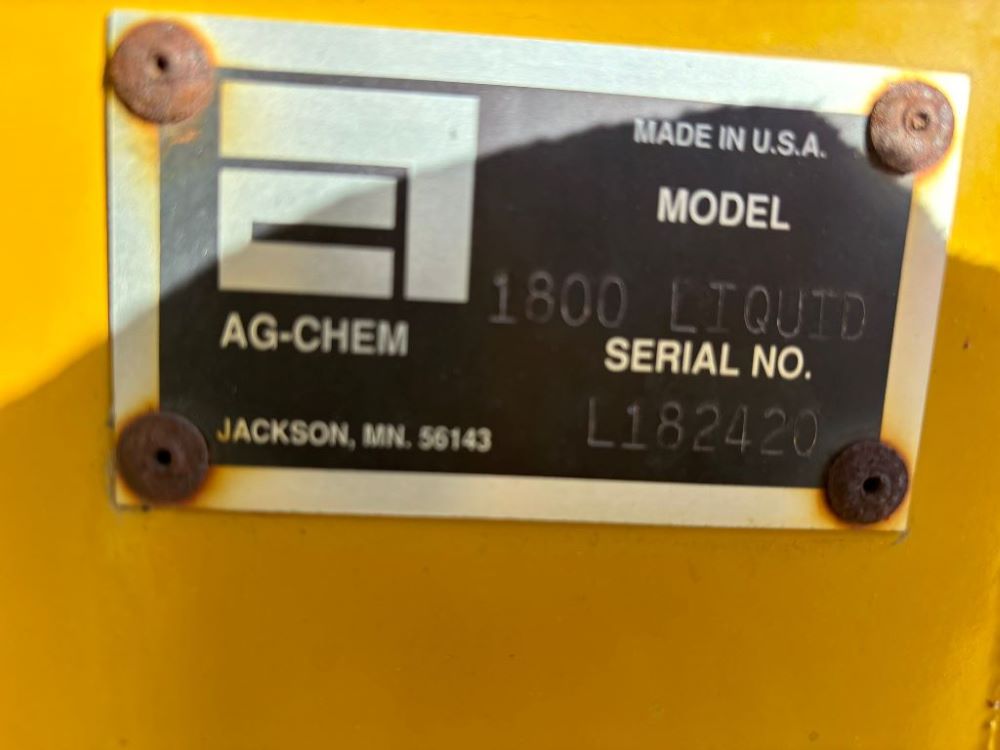 MADE IN U.S.A.
MODEL
1800 LIQUID
AG-CHEM
SERIAL NO.
JACKSON, MN. 56143
L182420